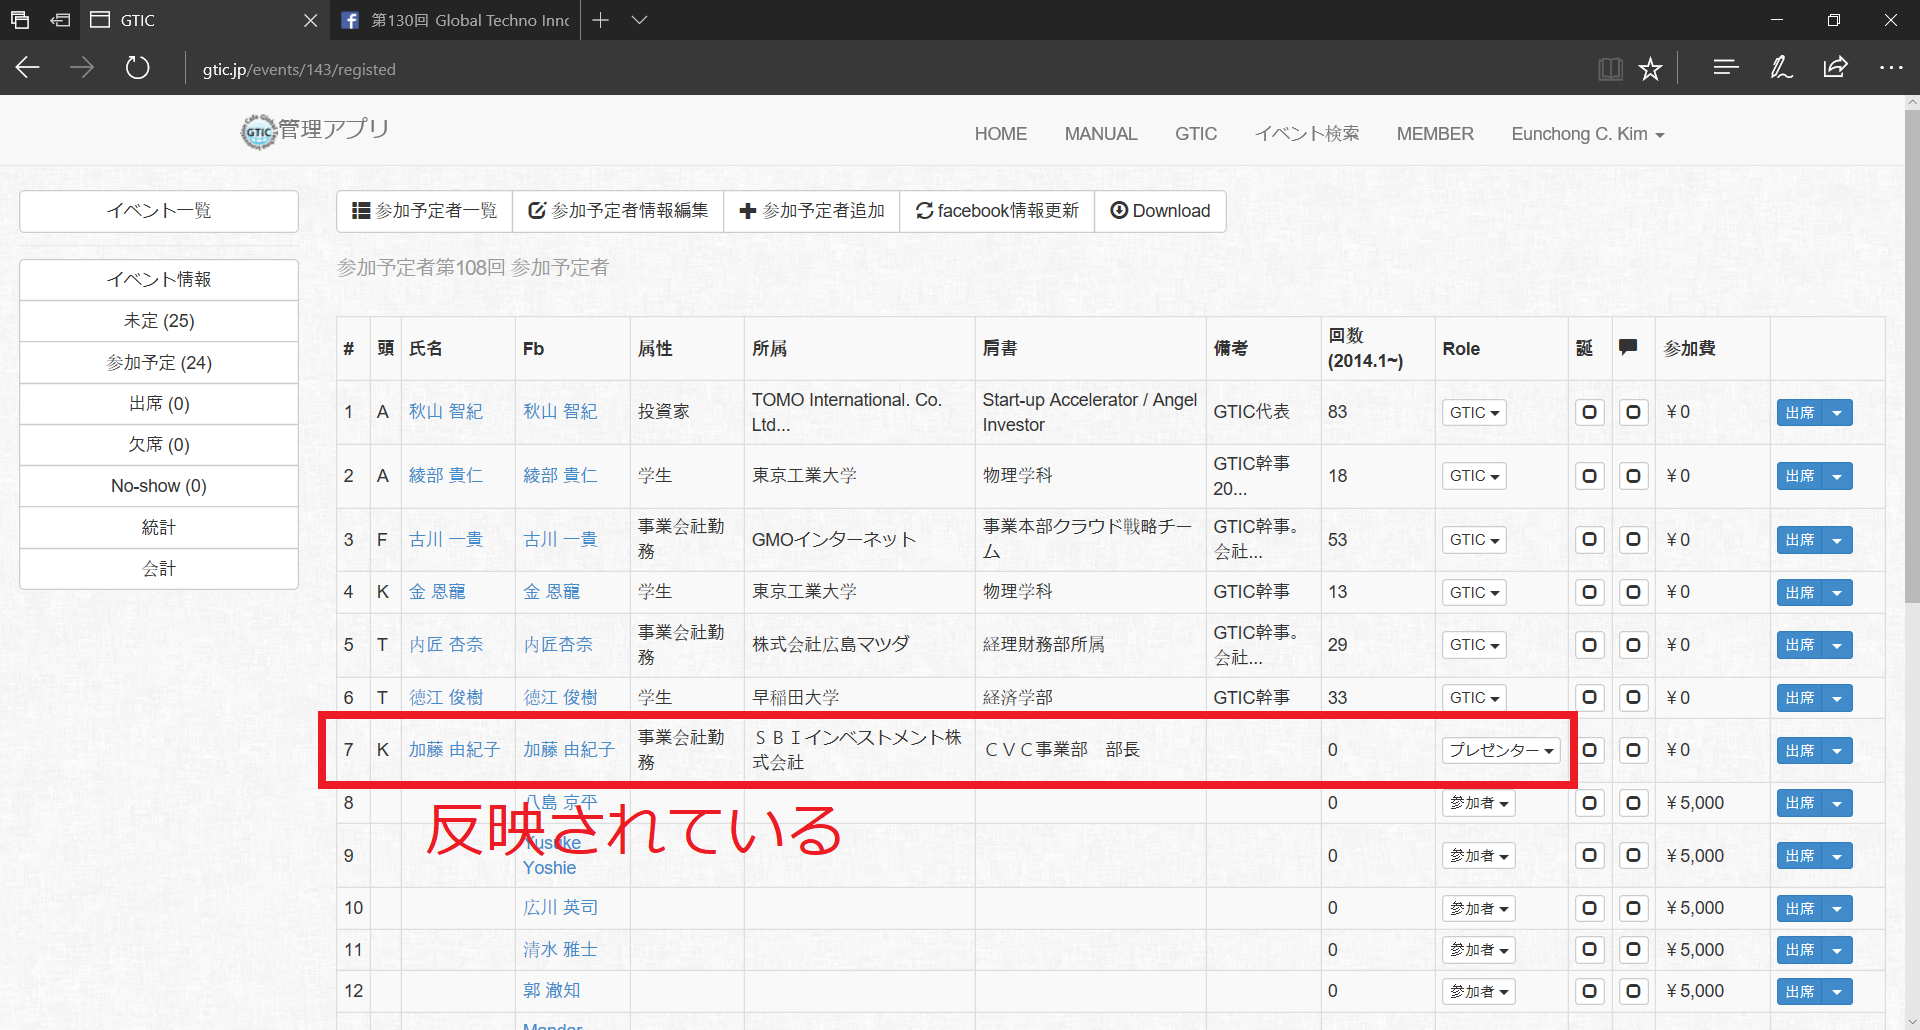 GTIC
第130回 Global Techno Inno
gtic.jp/events/143/registed
GTIC 管理アプリ
HOME MANUAL GTIC イベント検索 MEMBER Eunchong C. Kim
イベント一覧
イベント情報
未定 (25)
参加予定 (24)
出席 (0)
欠席 (0)
No-show (0)
統計
会計
参加予定者一覧 参加予定者情報編集 参加予定者追加 facebook情報更新 Download
参加予定者第108回 参加予定者
# 頭 氏名 Fb 属性 所属 肩書 備考 回数 (2014.1~) Role 誕 参加費
1 A 秋山 智紀 秋山 智紀 投資家 TOMO International. Co. Ltd... Start-up Accelerator / Angel Investor GTIC代表 83 GTIC ¥0 出席
2 A 綾部 貴仁 綾部 貴仁 学生 東京工業大学 物理学科 GTIC幹事 20... 18 GTIC ¥0 出席
3 F 古川 一貴 古川 一貴 事業会社勤務 GMOインターネット 事業本部クラウド戦略チーム GTIC幹事。会社... 53 GTIC ¥0 出席
4 K 金 恩寵 金 恩寵 学生 東京工業大学 物理学科 GTIC幹事 13 GTIC ¥0 出席
5 T 内匠 杏奈 内匠杏奈 事業会社勤務 株式会社広島マツダ 経理財務部所属 GTIC幹事。会社... 29 GTIC ¥0 出席
6 T 徳江 俊樹 徳江 俊樹 学生 早稲田大学 経済学部 GTIC幹事 33 GTIC ¥0 出席
7 K 加藤 由紀子 加藤 由紀子 事業会社勤務 ＳＢＩインベストメント株式会社 ＣＶＣ事業部　部長 0 プレゼンター ¥0 出席
8 八島 京平 0 参加者 ¥5,000 出席
反映されている
9 Yusuke Yoshie 0 参加者 ¥5,000 出席
10 広川 英司 0 参加者 ¥5,000 出席
11 清水 雅士 0 参加者 ¥5,000 出席
12 郭 澈知 0 参加者 ¥5,000 出席